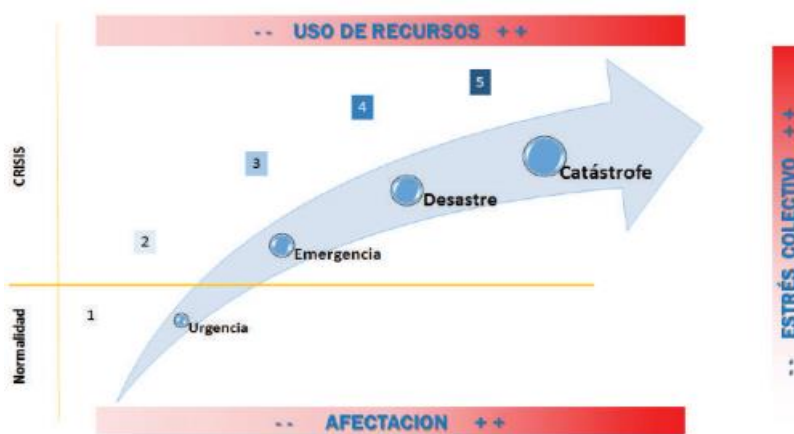 -- USO DE RECURSOS ++
5
4
3
Catástrofe
Desastre
CRISIS
2
Emergencia
1
Urgencia
Normalidad
-- AFECTACION ++
-- ESTRÉS COLECTIVO ++